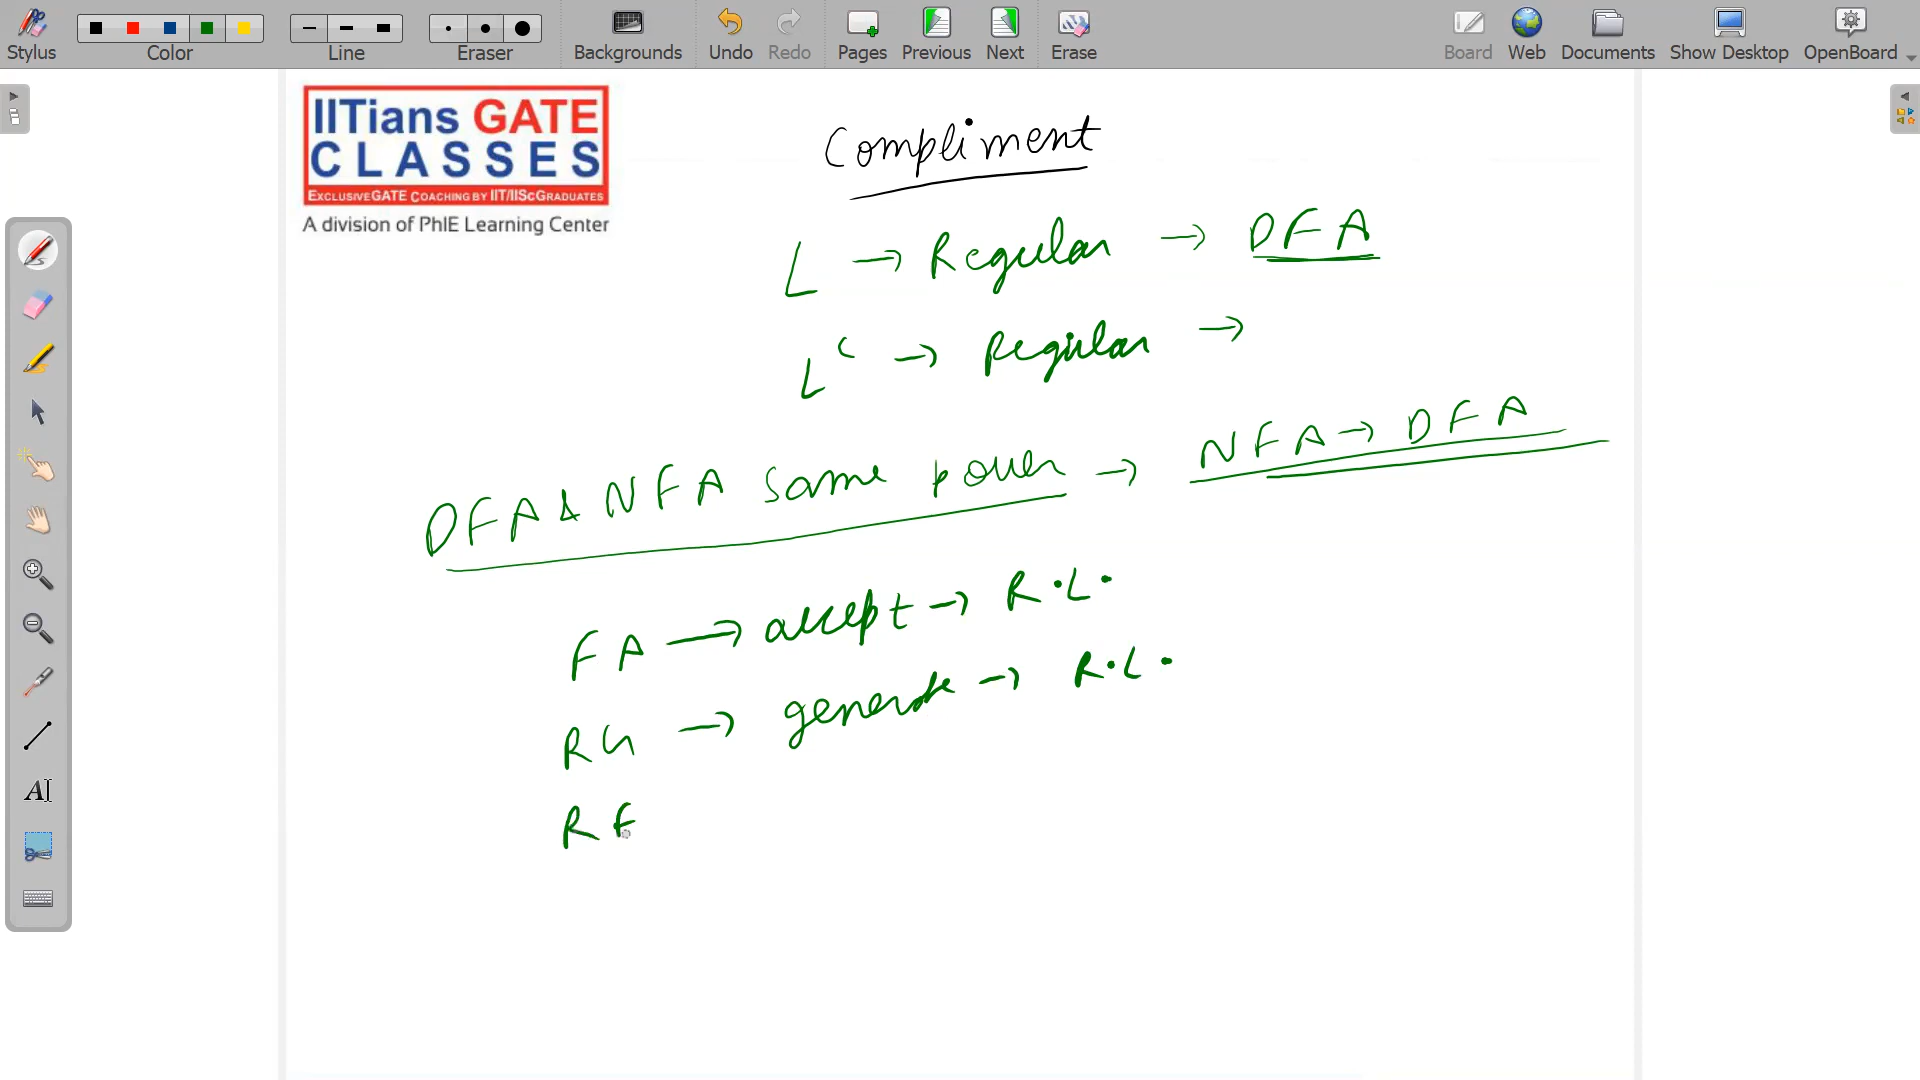 Stylus Color Line Eraser Backgrounds Undo Redo Pages Previous Next Erase Board Web Documents Show Desktop OpenBoard
IITians GATE
CLASSES
EXCLUSIVE GATE COACHING BY IIT/IISC GRADUATES
A division of PhIE Learning Center
Compliment
L → Regular → DFA
L^C → Regular →
DFA & NFA same power → NFA → DFA
FA → accept → R.L.
RG → generate → R.L.
RE